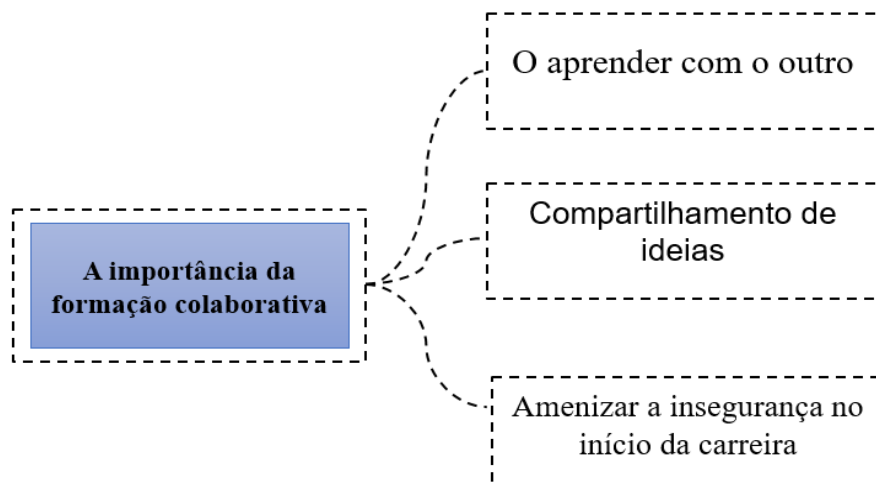 O aprender com o outro
Compartilhamento de
ideias
A importância da
formação colaborativa
Amenizar a insegurança no
início da carreira